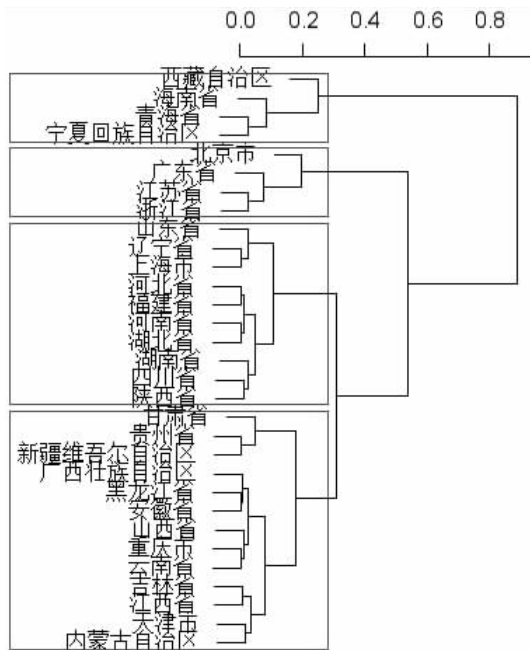 0.0 0.2 0.4 0.6 0.8
西藏自治区
海南省
青海省
宁夏回族自治区
北京市
广东省
江苏省
浙江省
山东省
辽宁省
上海市
河北省
福建省
河南省
湖北省
湖南省
四川省
陕西省
甘肃省
贵州省
新疆维吾尔自治区
广西壮族自治区
黑龙江省
安徽省
山西省
重庆市
云南省
吉林省
江西省
天津市
内蒙古自治区